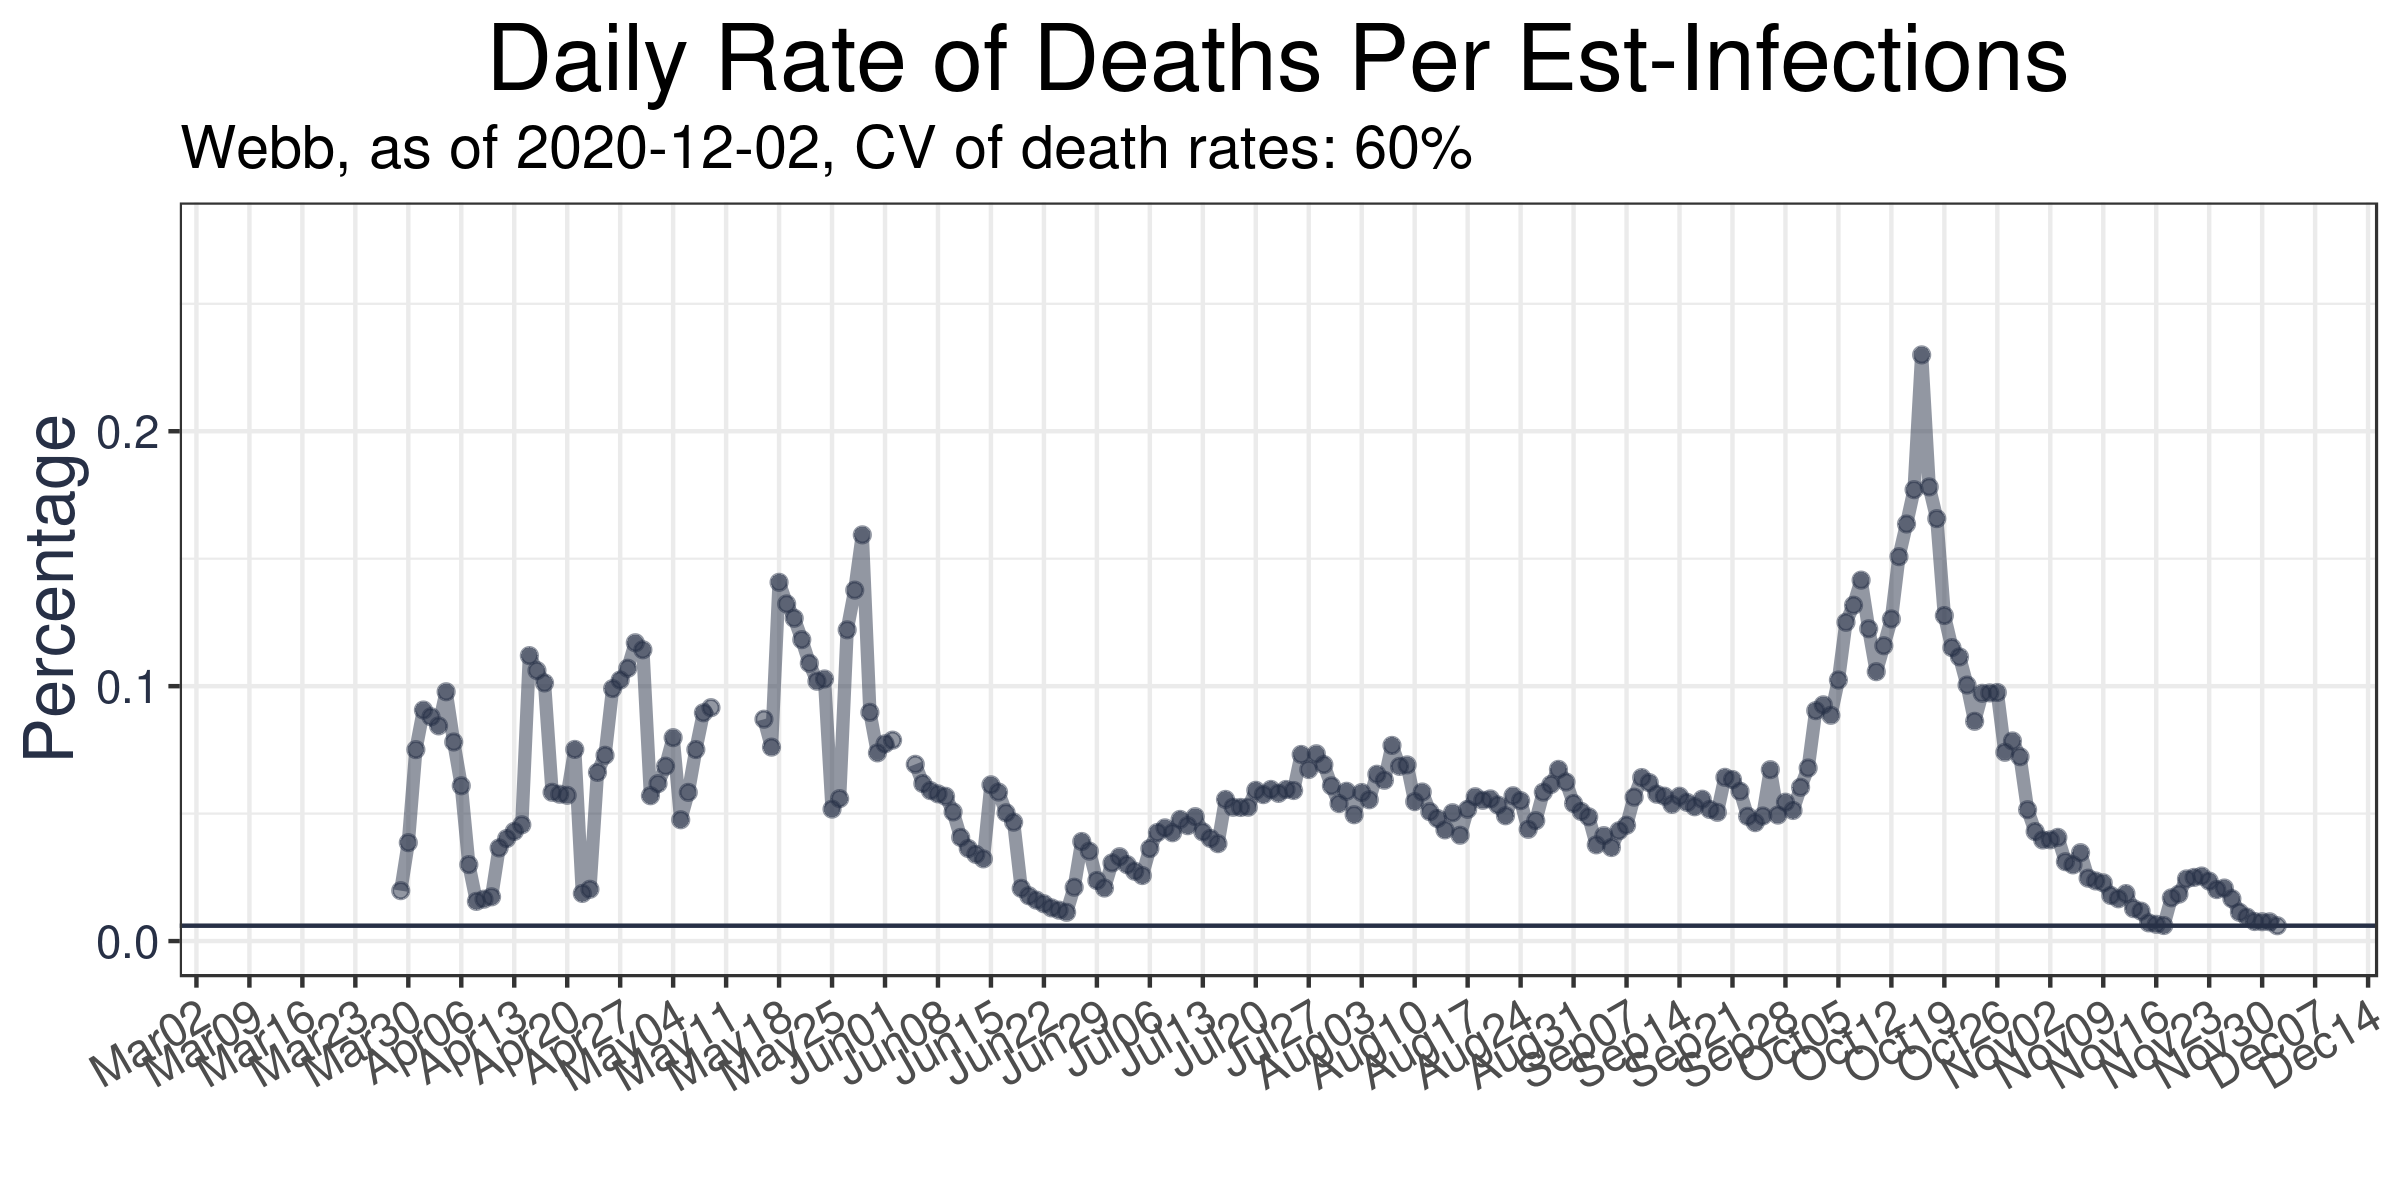 Daily Rate of Deaths Per Est-Infections
Webb, as of 2020-12-02, CV of death rates: 60%
Percentage
0.2
0.1
0.0
Mar02
Mar09
Mar16
Mar23
Mar30
Apr06
Apr13
Apr20
Apr27
May04
May11
May18
May25
Jun01
Jun08
Jun15
Jun22
Jun29
Jul06
Jul13
Jul20
Jul27
Aug03
Aug10
Aug17
Aug24
Aug31
Sep07
Sep14
Sep21
Sep28
Oct05
Oct12
Oct19
Oct26
Nov02
Nov09
Nov16
Nov23
Nov30
Dec07
Dec14